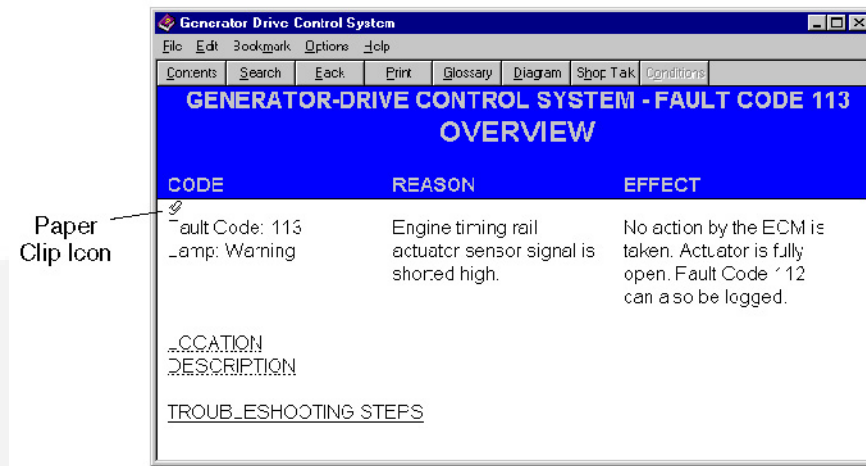 Generator Drive Control System
File Edit Bookmark Options Help
Contents Search Back Print Glossary Diagram Shop Talk Conditions
GENERATOR-DRIVE CONTROL SYSTEM - FAULT CODE 113
OVERVIEW
CODE REASON EFFECT
Paper
Clip Icon
Fault Code: 113 Engine timing rail No action by the ECM is
Lamp: Warning actuator sensor signal is taken. Actuator is fully
shorted high. open. Fault Code 112
can also be logged.
LOCATION
DESCRIPTION
TROUBLESHOOTING STEPS